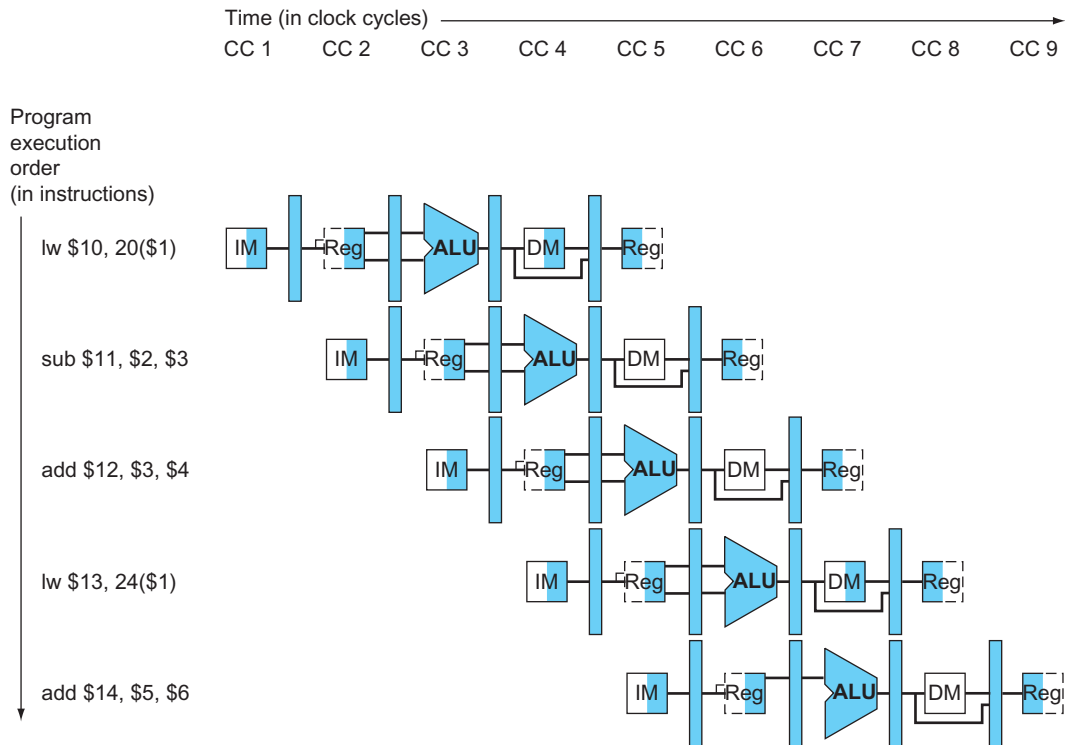 Time (in clock cycles)
CC 1 CC 2 CC 3 CC 4 CC 5 CC 6 CC 7 CC 8 CC 9
Program
execution
order
(in instructions)
lw $10, 20($1) IM Reg ALU DM Reg
sub $11, $2, $3 IM Reg ALU DM Reg
add $12, $3, $4 IM Reg ALU DM Reg
lw $13, 24($1) IM Reg ALU DM Reg
add $14, $5, $6 IM Reg ALU DM Reg